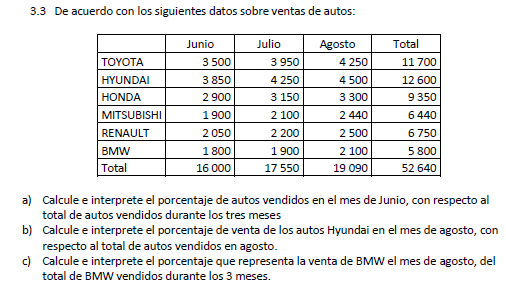 3.3 De acuerdo con los siguientes datos sobre ventas de autos:
Junio Julio Agosto Total
TOYOTA 3 500 3 950 4 250 11 700
HYUNDAI 3 850 4 250 4 500 12 600
HONDA 2 900 3 150 3 300 9 350
MITSUBISHI 1 900 2 100 2 440 6 440
RENAULT 2 050 2 200 2 500 6 750
BMW 1 800 1 900 2 100 5 800
Total 16 000 17 550 19 090 52 640
a) Calcule e interprete el porcentaje de autos vendidos en el mes de Junio, con respecto al
total de autos vendidos durante los tres meses
b) Calcule e interprete el porcentaje de venta de los autos Hyundai en el mes de agosto, con
respecto al total de autos vendidos en agosto.
c) Calcule e interprete el porcentaje que representa la venta de BMW el mes de agosto, del
total de BMW vendidos durante los 3 meses.